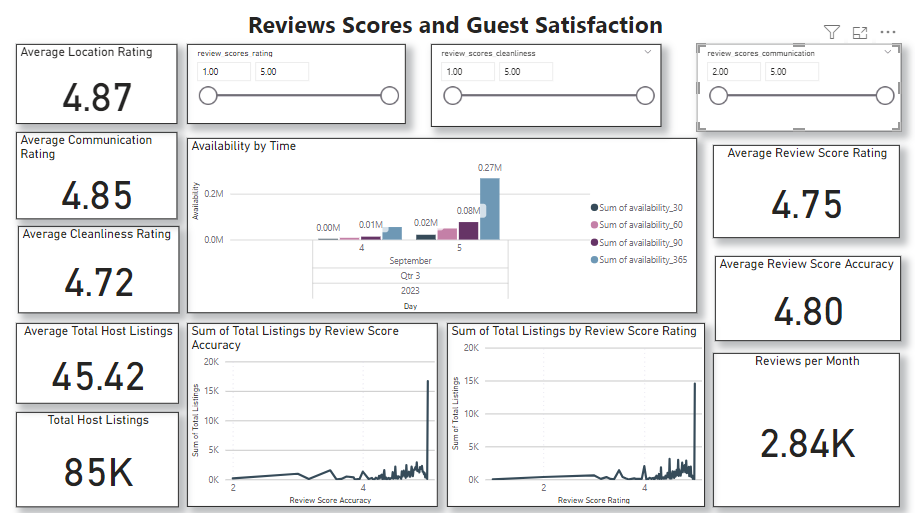 Reviews Scores and Guest Satisfaction
Average Location Rating
4.87
review_scores_rating
1.00
5.00
review_scores_cleanliness
1.00
5.00
review_scores_communication
2.00
5.00
Average Communication
Rating
4.85
Availability by Time
Availability
0.2M
0.0M
0.00M
0.01M
0.02M
0.08M
0.27M
4
5
September
Qtr 3
2023
Day
Sum of availability_30
Sum of availability_60
Sum of availability_90
Sum of availability_365
Average Review Score Rating
4.75
Average Cleanliness Rating
4.72
Average Review Score Accuracy
4.80
Average Total Host Listings
45.42
Sum of Total Listings by Review Score
Accuracy
Sum of Total Listings
20K
15K
10K
5K
0K
2
4
Review Score Accuracy
Sum of Total Listings by Review Score Rating
Sum of Total Listings
20K
15K
10K
5K
0K
2
4
Review Score Rating
Reviews per Month
2.84K
Total Host Listings
85K